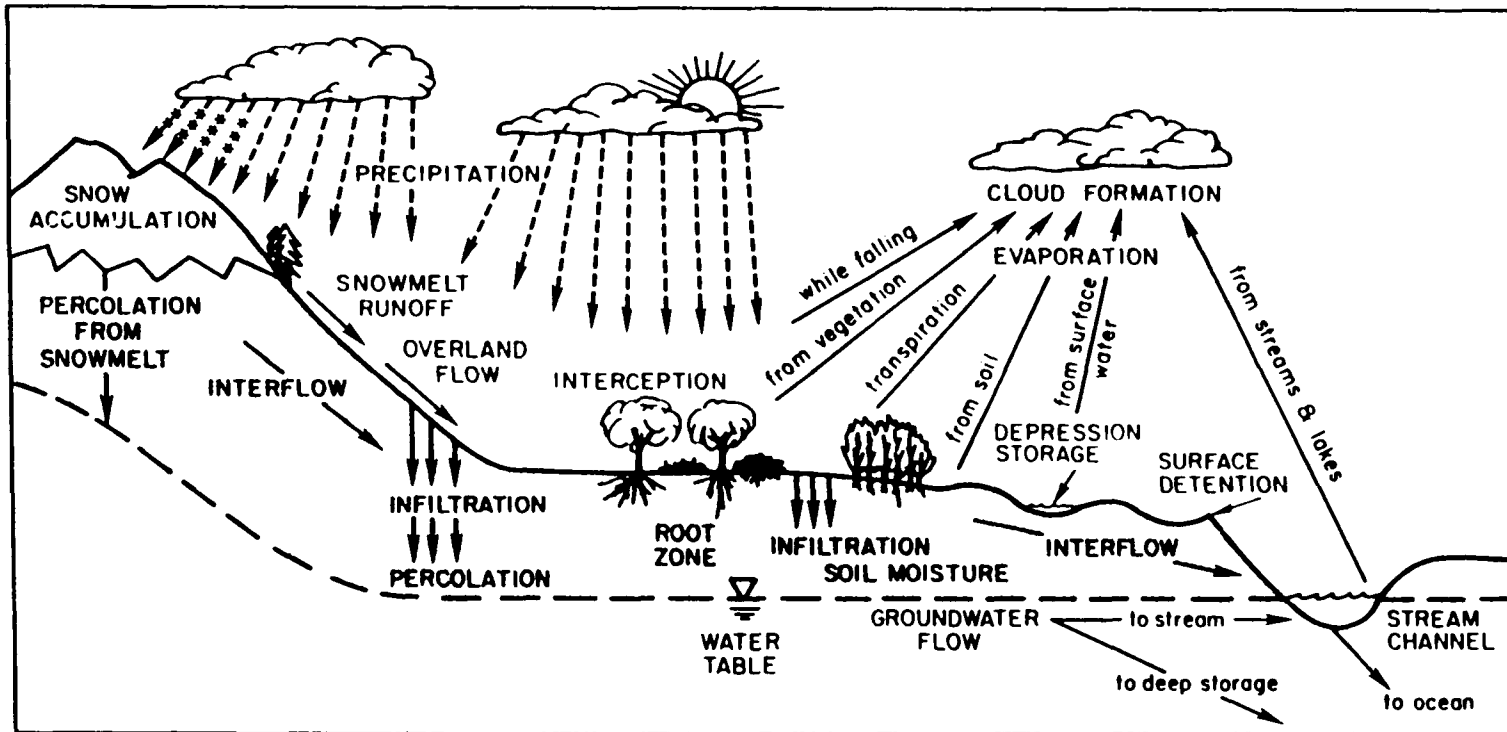 PRECIPITATION
SNOW
ACCUMULATION
CLOUD FORMATION
while falling
from vegetation
transpiration
EVAPORATION
from soil
from surface
water
from streams & lakes
SNOWMELT
RUNOFF
PERCOLATION
FROM
SNOWMELT
OVERLAND
FLOW
INTERFLOW
INTERCEPTION
DEPRESSION
STORAGE
SURFACE
DETENTION
INFILTRATION
PERCOLATION
ROOT
ZONE
INFILTRATION
SOIL MOISTURE
INTERFLOW
WATER
TABLE
GROUNDWATER
FLOW
to stream
to deep storage
STREAM
CHANNEL
to ocean